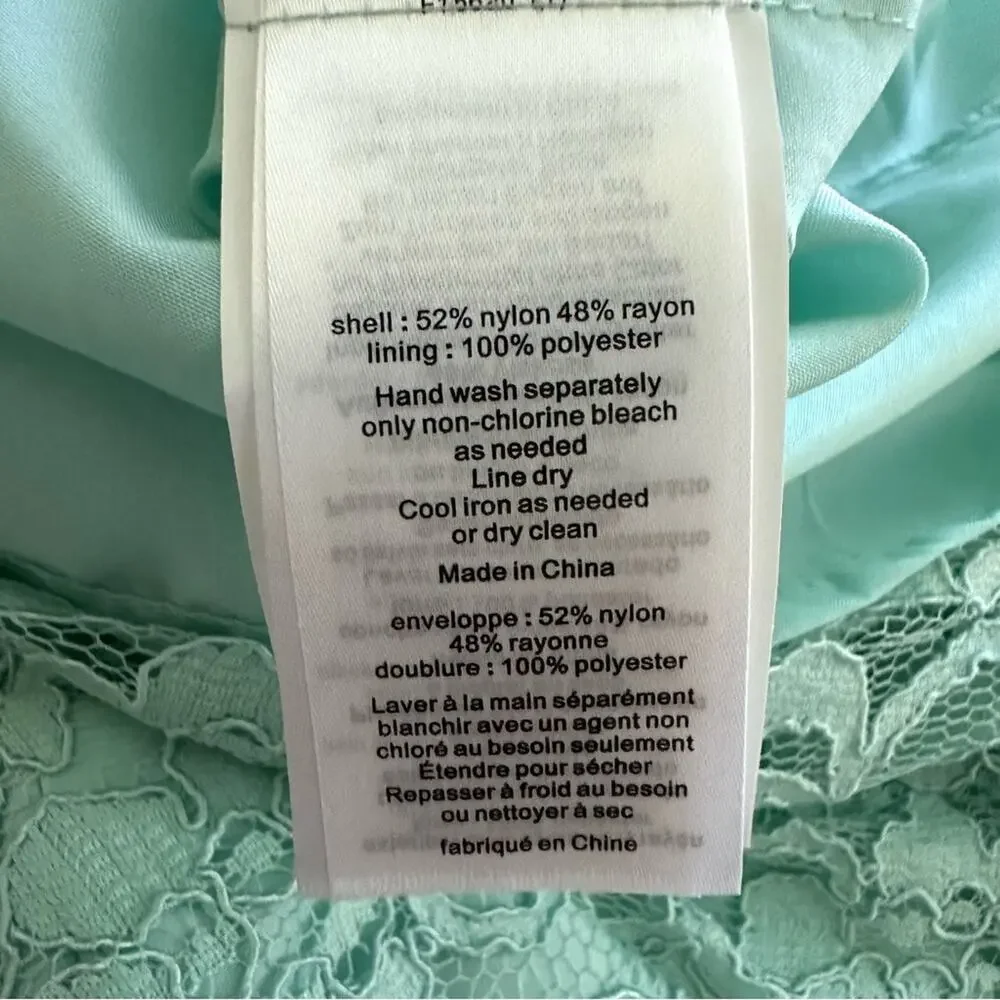 shell : 52% nylon 48% rayon
lining : 100% polyester
Hand wash separately
only non-chlorine bleach
as needed
Line dry
Cool iron as needed
or dry clean
Made in China
enveloppe : 52% nylon
48% rayonne
doublure : 100% polyester
Laver à la main séparément
blanchir avec un agent non
chloré au besoin seulement
Étendre pour sécher
Repasser à froid au besoin
ou nettoyer à sec
fabriqué en Chine